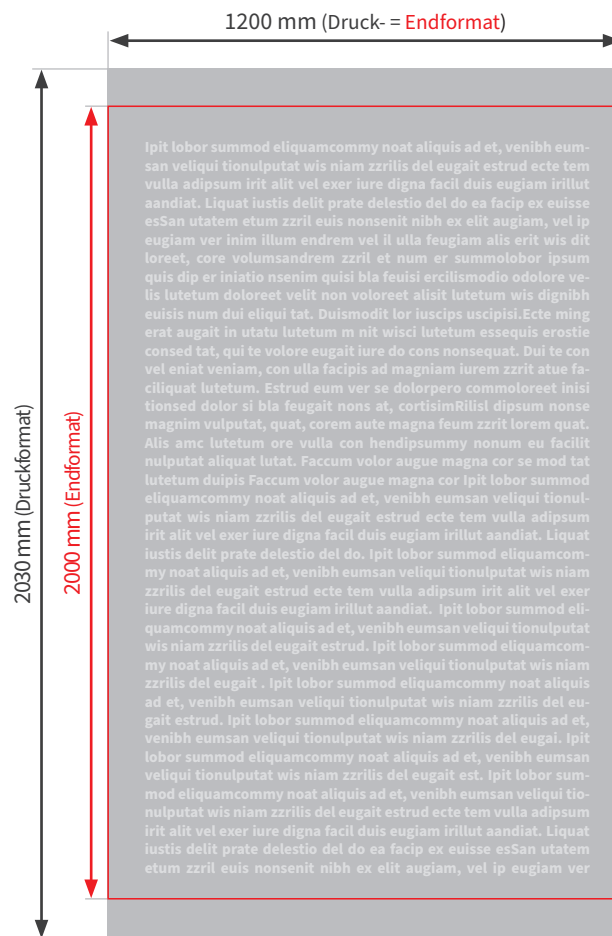 1200 mm (Druck- = Endformat)
2030 mm (Druckformat)
2000 mm (Endformat)
Ipit lobor summod eliquamcommy noat aliquis ad et, venibh eum-
san veliqui tionulputat wis niam zzrilis del eugait estrud ecte tem
vulla adipsum irit alit vel exer iure digna facil duis eugiam irillut
aandiat. Liquat iustis delit prate delestio del do ea facip ex euisse
esSan utatem etum zzril euis nonsenit nibh ex elit augiam, vel ip
eugiam ver inim illum endrem vel il ulla feugiam alis erit wis dit
loreet, core volumsandrem zzril et num er summolobor ipsum
quis dip er iniatio nsenim quisi bla feuisi ercilismodio odolore ve-
lis lutetum doloreet velit non voloreet alisit lutetum wis dignibh
euisis num dui eliqui tat. Duismodit lor iuscips uscipisi.Ecte ming
erat augait in utatu lutetum m nit wisci lutetum essequis erostie
consed tat, qui te volore eugait iure do cons nonsequat. Dui te con
vel eniat veniam, con ulla facipis ad magniam iurem zzrit atue fa-
ciliquat lutetum. Estrud eum ver se dolorpero commoloreet inisi
tionsed dolor si bla feugait nons at, cortisimRilisl dipsum nonse
magnim vulputat, quat, corem aute magna feum zzrit lorem quat.
Alis amc lutetum ore vulla con hendipsummy nonum eu facilit
nulputat aliquat lutat. Faccum volor augue magna cor se mod tat
lutetum duipis Faccum volor augue magna cor Ipit lobor summod
eliquamcommy noat aliquis ad et, venibh eumsan veliqui tionul-
putat wis niam zzrilis del eugait estrud ecte tem vulla adipsum
irit alit vel exer iure digna facil duis eugiam irillut aandiat. Liquat
iustis delit prate delestio del do. Ipit lobor summod eliquamcom-
my noat aliquis ad et, venibh eumsan veliqui tionulputat wis niam
zzrilis del eugait estrud ecte tem vulla adipsum irit alit vel exer
iure digna facil duis eugiam irillut aandiat. Ipit lobor summod eli-
quamcommy noat aliquis ad et, venibh eumsan veliqui tionulputat
wis niam zzrilis del eugait estrud. Ipit lobor summod eliquamcom-
my noat aliquis ad et, venibh eumsan veliqui tionulputat wis niam
zzrilis del eugait . Ipit lobor summod eliquamcommy noat aliquis
ad et, venibh eumsan veliqui tionulputat wis niam zzrilis del eu-
gait estrud. Ipit lobor summod eliquamcommy noat aliquis ad et,
venibh eumsan veliqui tionulputat wis niam zzrilis del eugai. Ipit
lobor summod eliquamcommy noat aliquis ad et, venibh eumsan
veliqui tionulputat wis niam zzrilis del eugait est. Ipit lobor sum-
mod eliquamcommy noat aliquis ad et, venibh eumsan veliqui tio-
nulputat wis niam zzrilis del eugait estrud ecte tem vulla adipsum
irit alit vel exer iure digna facil duis eugiam irillut aandiat. Liquat
iustis delit prate delestio del do ea facip ex euisse esSan utatem
etum zzril euis nonsenit nibh ex elit augiam, vel ip eugiam ver